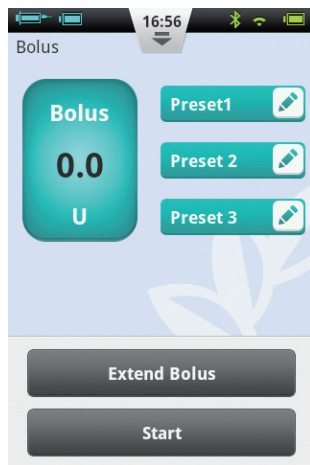 16:56
Bolus
Bolus
0.0
U
Preset1
Preset 2
Preset 3
Extend Bolus
Start